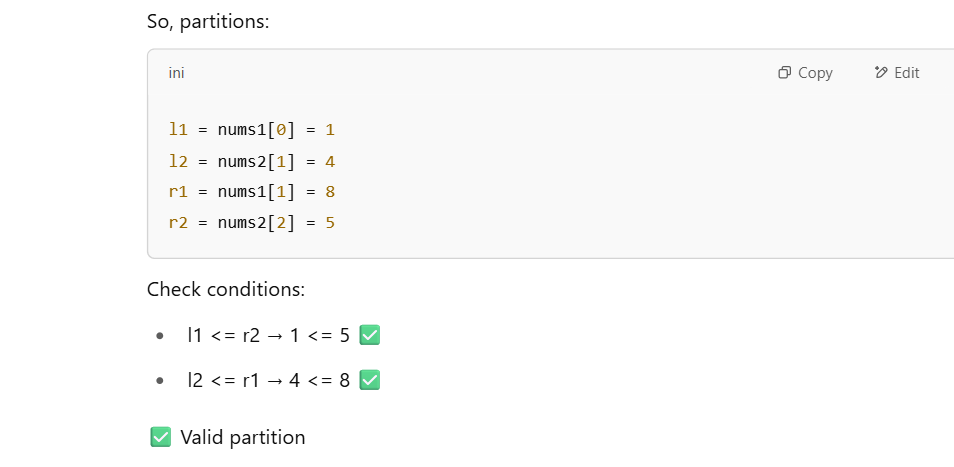 So, partitions:
ini Copy Edit
l1 = nums1[0] = 1
l2 = nums2[1] = 4
r1 = nums1[1] = 8
r2 = nums2[2] = 5
Check conditions:
• l1 <= r2 → 1 <= 5 ✅
• l2 <= r1 → 4 <= 8 ✅
✅ Valid partition